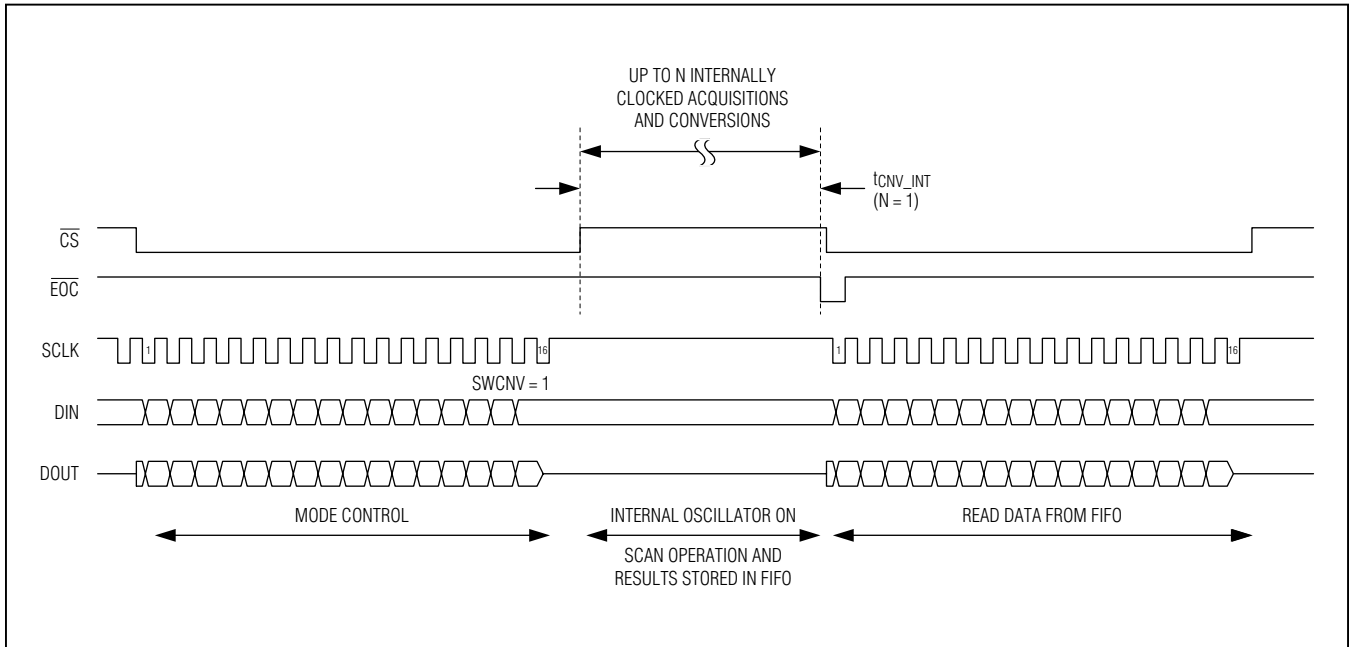 UP TO N INTERNALLY
CLOCKED ACQUISITIONS
AND CONVERSIONS
tCNV_INT
(N = 1)
CS
EOC
SCLK
1
16
1
16
SWCNV = 1
DIN
DOUT
MODE CONTROL
INTERNAL OSCILLATOR ON
READ DATA FROM FIFO
SCAN OPERATION AND
RESULTS STORED IN FIFO